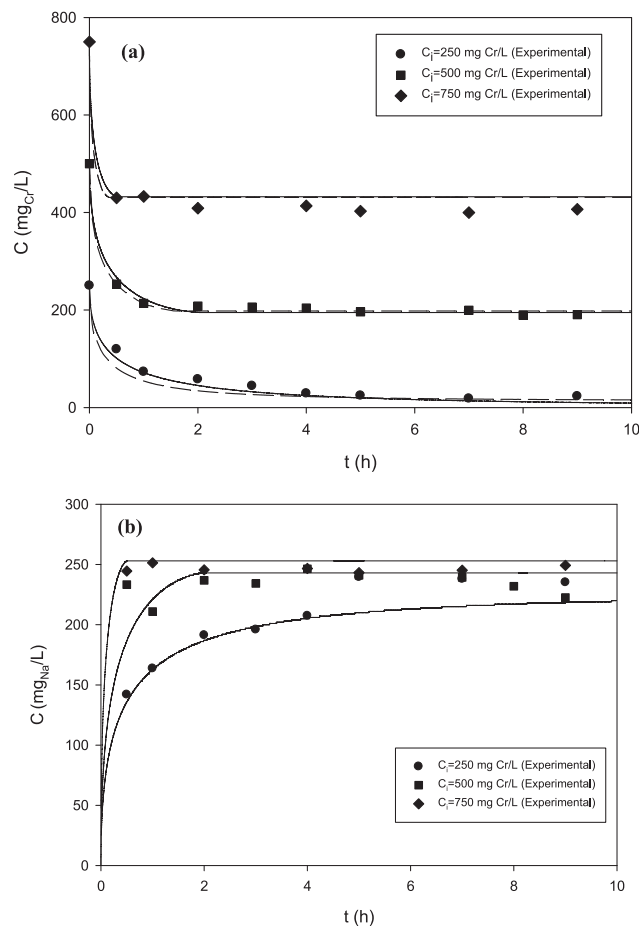 (a)
C (mgCr/L)
800
600
400
200
0
Ci=250 mg Cr/L (Experimental)
Ci=500 mg Cr/L (Experimental)
Ci=750 mg Cr/L (Experimental)
0 2 4 6 8 10
t (h)
(b)
C (mgNa/L)
300
250
200
150
100
50
0
Ci=250 mg Cr/L (Experimental)
Ci=500 mg Cr/L (Experimental)
Ci=750 mg Cr/L (Experimental)
0 2 4 6 8 10
t (h)